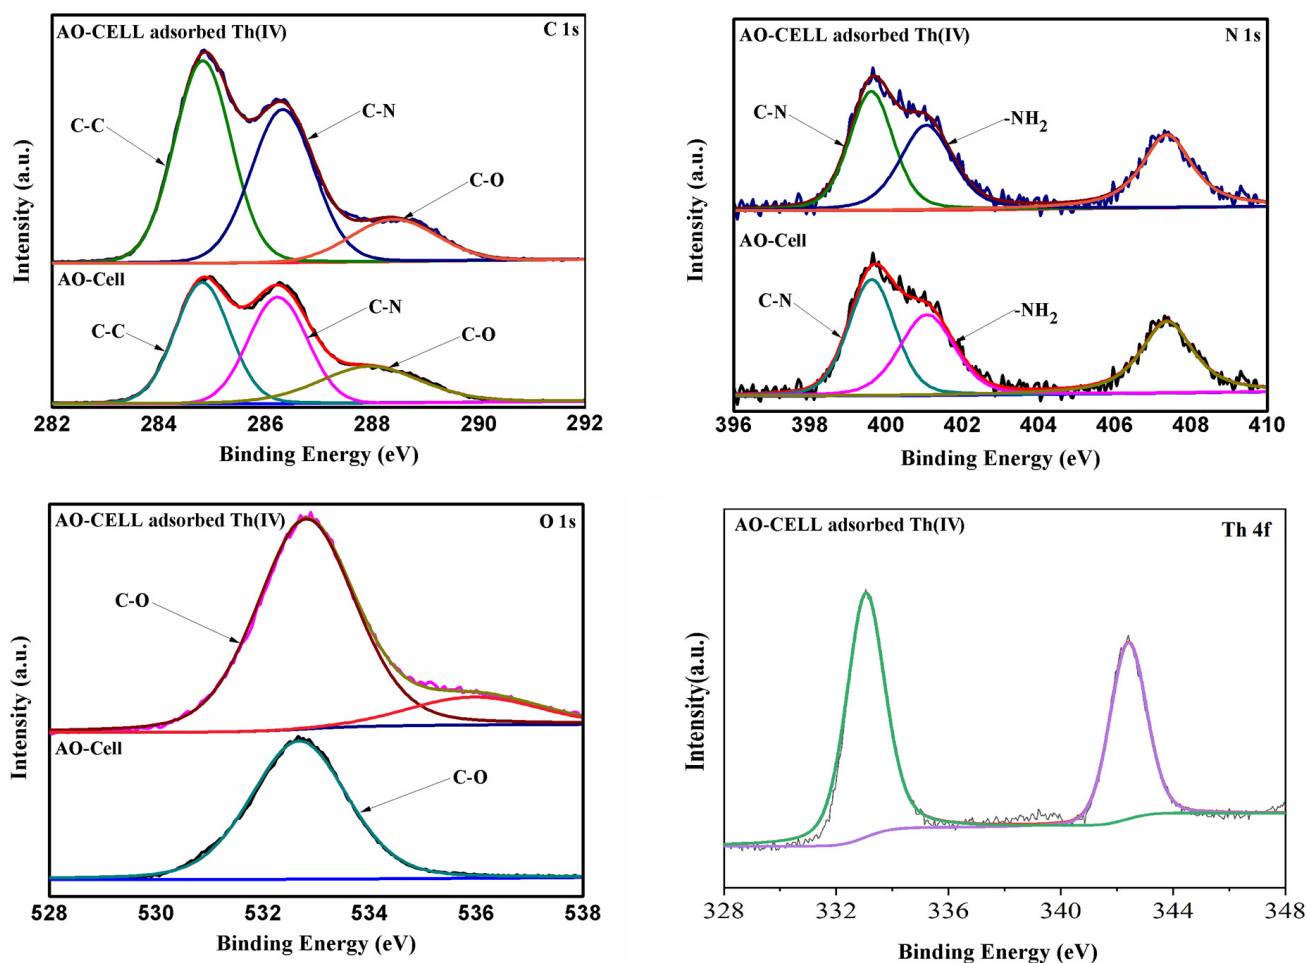 AO-CELL adsorbed Th(IV)
C 1s
C-C
C-N
C-O
AO-Cell
C-C
C-N
C-O
Intensity (a.u.)
282 284 286 288 290 292
Binding Energy (eV)
AO-CELL adsorbed Th(IV)
N 1s
C-N
-NH2
AO-Cell
C-N
-NH2
Intensity (a.u.)
396 398 400 402 404 406 408 410
Binding Energy (eV)
AO-CELL adsorbed Th(IV)
O 1s
C-O
AO-Cell
C-O
Intensity (a.u.)
528 530 532 534 536 538
Binding Energy (eV)
AO-CELL adsorbed Th(IV)
Th 4f
Intensity(a.u.)
328 332 336 340 344 348
Binding Energy (eV)